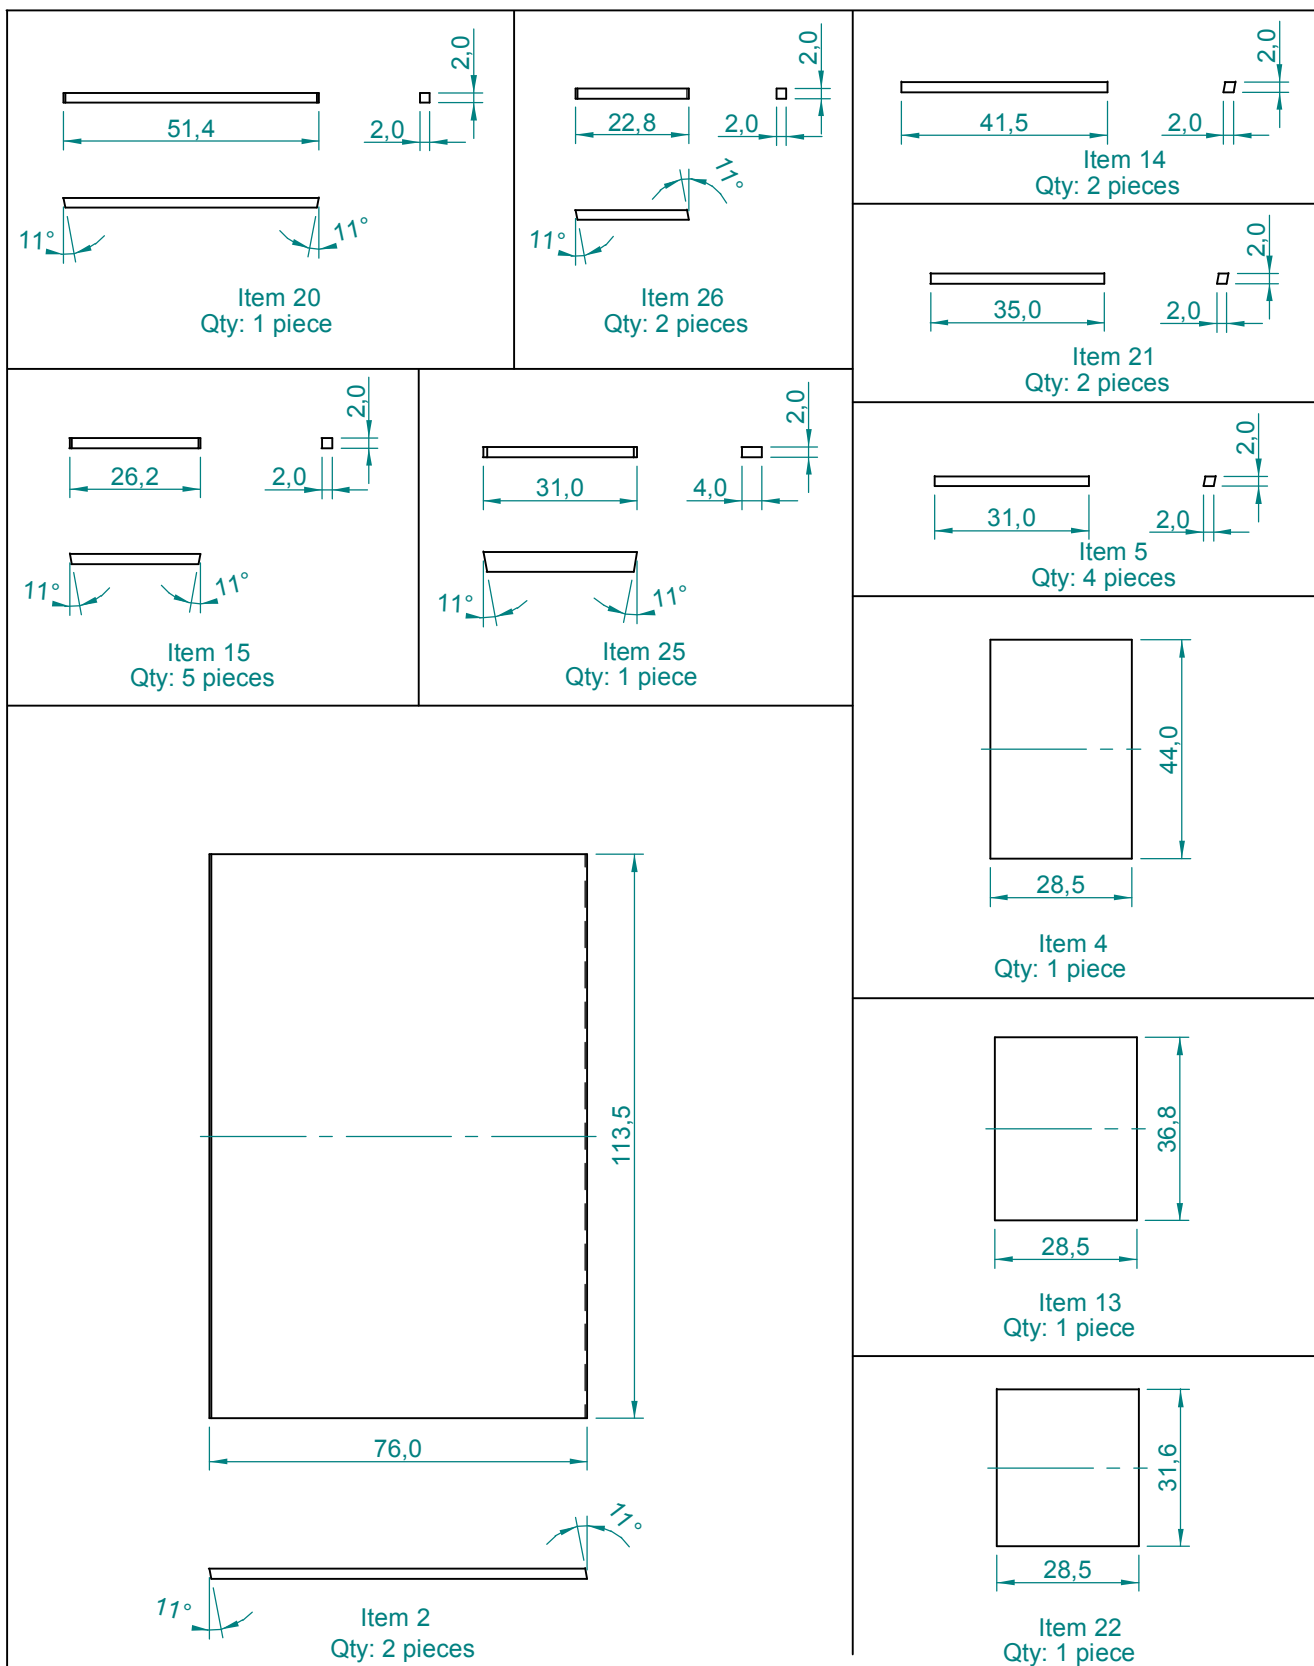 2,0
51,4
2,0
11°
11°
Item 20
Qty: 1 piece
2,0
22,8
2,0
11°
11°
Item 26
Qty: 2 pieces
2,0
41,5
2,0
Item 14
Qty: 2 pieces
2,0
35,0
2,0
Item 21
Qty: 2 pieces
2,0
26,2
2,0
11°
11°
Item 15
Qty: 5 pieces
2,0
31,0
4,0
11°
11°
Item 25
Qty: 1 piece
2,0
31,0
2,0
Item 5
Qty: 4 pieces
44,0
28,5
Item 4
Qty: 1 piece
113,5
76,0
11°
11°
Item 2
Qty: 2 pieces
36,8
28,5
Item 13
Qty: 1 piece
31,6
28,5
Item 22
Qty: 1 piece